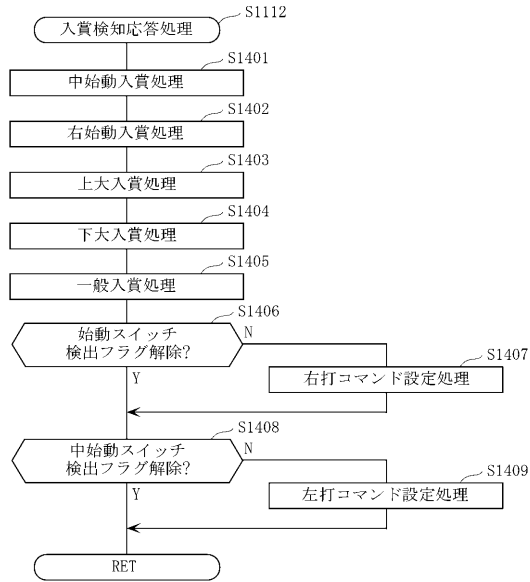 S1112
入賞検知応答処理
S1401
中始動入賞処理
S1402
右始動入賞処理
S1403
上大入賞処理
S1404
下大入賞処理
S1405
一般入賞処理
S1406
始動スイッチ
検出フラグ解除?
N
Y
S1407
右打コマンド設定処理
S1408
中始動スイッチ
検出フラグ解除?
N
Y
S1409
左打コマンド設定処理
RET